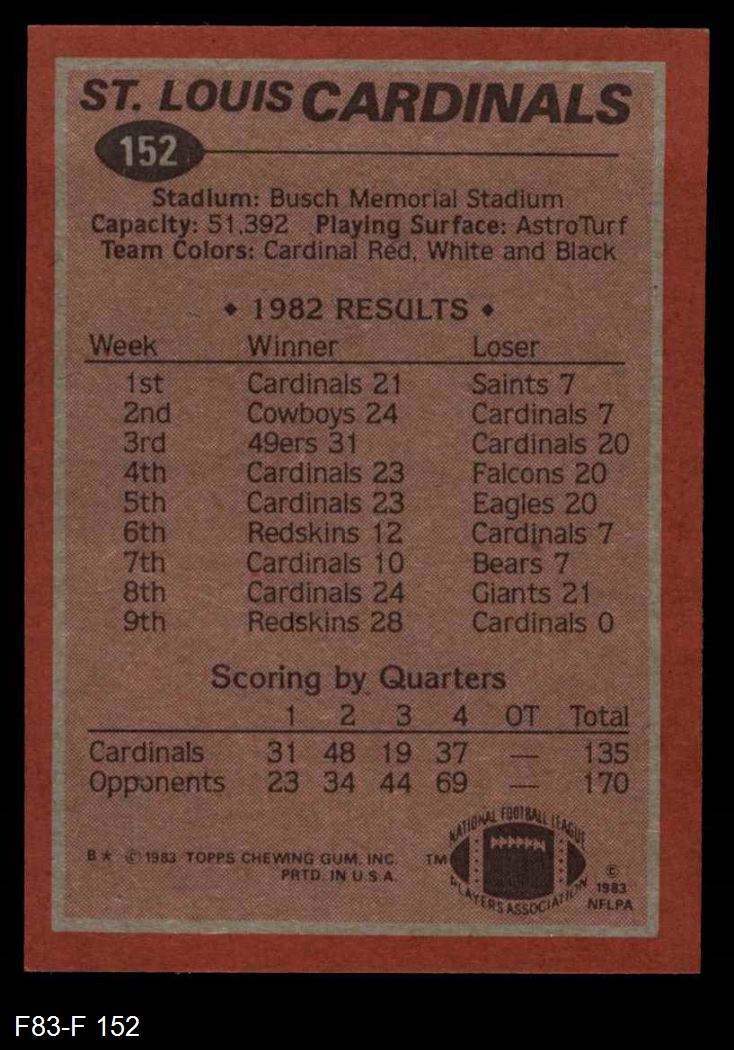 ST. LOUIS CARDINALS
152
Stadium: Busch Memorial Stadium
Capacity: 51,392 Playing Surface: AstroTurf
Team Colors: Cardinal Red, White and Black
♦ 1982 RESULTS ♦
Week Winner Loser
1st Cardinals 21 Saints 7
2nd Cowboys 24 Cardinals 7
3rd 49ers 31 Cardinals 20
4th Cardinals 23 Falcons 20
5th Cardinals 23 Eagles 20
6th Redskins 12 Cardinals 7
7th Cardinals 10 Bears 7
8th Cardinals 24 Giants 21
9th Redskins 28 Cardinals 0
Scoring by Quarters
1 2 3 4 OT Total
Cardinals 31 48 19 37 — 135
Opponents 23 34 44 69 — 170
B* © 1983 TOPPS CHEWING GUM, INC.
PRTD. IN U.S.A.
TM
NATIONAL FOOTBALL LEAGUE
PLAYERS ASSOCIATION
© 1983 NFLPA
F83-F 152